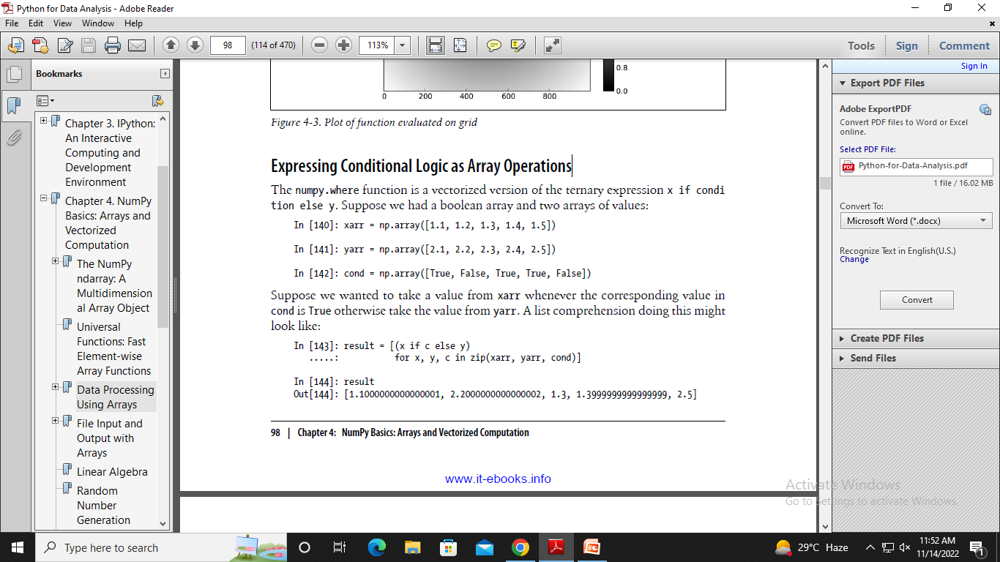 Python for Data Analysis - Adobe Reader
File Edit View Window Help
98 (114 of 470) 113% Tools Sign Comment
Bookmarks
Chapter 3. IPython:
An Interactive
Computing and
Development
Environment
Chapter 4. NumPy
Basics: Arrays and
Vectorized
Computation
The NumPy
ndarray: A
Multidimension
al Array Object
Universal
Functions: Fast
Element-wise
Array Functions
Data Processing
Using Arrays
File Input and
Output with
Arrays
Linear Algebra
Random
Number
Generation
0.8
0.0
0 200 400 600 800
Figure 4-3. Plot of function evaluated on grid
Expressing Conditional Logic as Array Operations
The numpy.where function is a vectorized version of the ternary expression x if condi
tion else y. Suppose we had a boolean array and two arrays of values:
In [140]: xarr = np.array([1.1, 1.2, 1.3, 1.4, 1.5])
In [141]: yarr = np.array([2.1, 2.2, 2.3, 2.4, 2.5])
In [142]: cond = np.array([True, False, True, True, False])
Suppose we wanted to take a value from xarr whenever the corresponding value in
cond is True otherwise take the value from yarr. A list comprehension doing this might
look like:
In [143]: result = [(x if c else y)
.....: for x, y, c in zip(xarr, yarr, cond)]
In [144]: result
Out[144]: [1.1000000000000001, 2.2000000000000002, 1.3, 1.3999999999999999, 2.5]
98 | Chapter 4: NumPy Basics: Arrays and Vectorized Computation
www.it-ebooks.info
Sign In
Export PDF Files
Adobe ExportPDF
Convert PDF files to Word or Excel
online.
Select PDF File:
PDF Python-for-Data-Analysis.pdf
1 file / 16.02 MB
Convert To:
Microsoft Word (*.docx)
Recognize Text in English(U.S.)
Change
Convert
Create PDF Files
Send Files
Activate Windows
Go to Settings to activate Windows.
Type here to search
29°C Haze
11:52 AM
11/14/2022
1